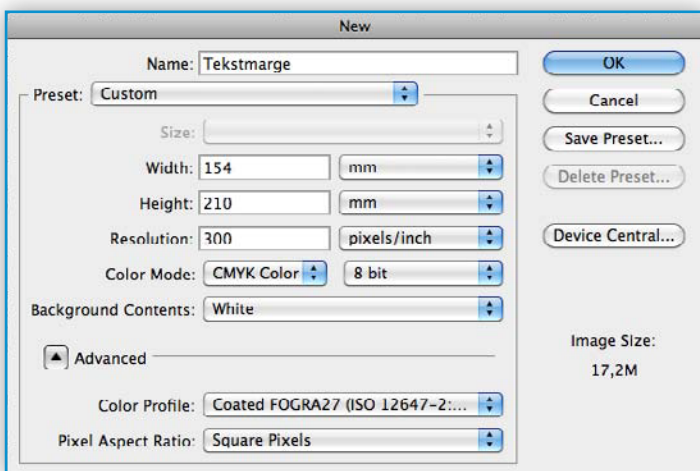 New
Name: Tekstmarge
OK
Preset: Custom
Cancel
Size:
Save Preset...
Width: 154 mm
Delete Preset...
Height: 210 mm
Resolution: 300 pixels/inch
Device Central...
Color Mode: CMYK Color 8 bit
Background Contents: White
Image Size:
17,2M
Advanced
Color Profile: Coated FOGRA27 (ISO 12647-2:...
Pixel Aspect Ratio: Square Pixels